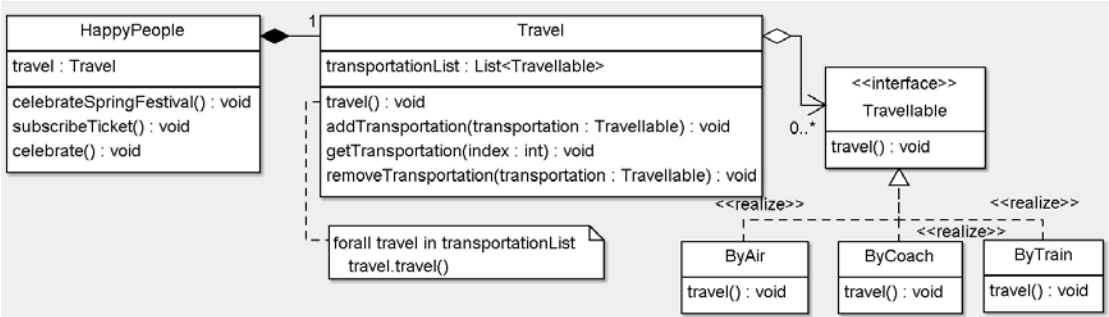 HappyPeople
travel : Travel
celebrateSpringFestival() : void
subscribeTicket() : void
celebrate() : void
1
Travel
transportationList : List<Travellable>
travel() : void
addTransportation(transportation : Travellable) : void
getTransportation(index : int) : void
removeTransportation(transportation : Travellable) : void
forall travel in transportationList
travel.travel()
0..*
<<interface>>
Travellable
travel() : void
<<realize>>
<<realize>>
<<realize>>
ByAir
travel() : void
ByCoach
travel() : void
ByTrain
travel() : void